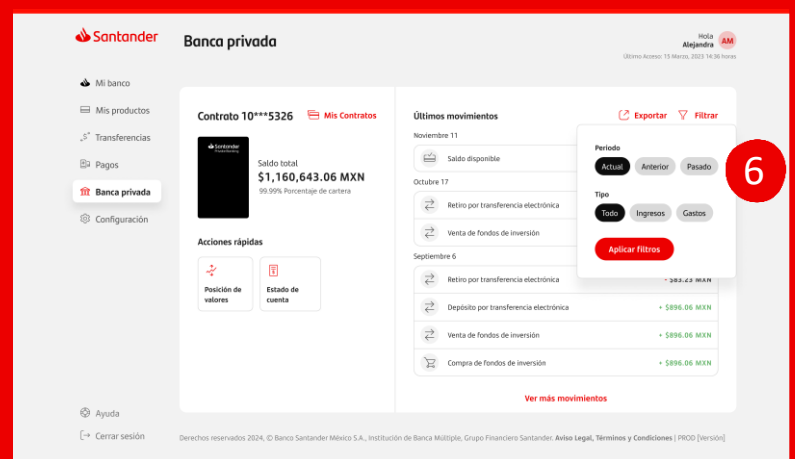 Santander
Banca privada
Hola
Alejandra
AM
Último Acceso: 15 Marzo, 2023 14:36 horas
Mi banco
Mis productos
Transferencias
Pagos
Banca privada
Configuración
Ayuda
Cerrar sesión
Contrato 10***5326 Mis Contratos
Santander
Saldo total
$1,160,643.06 MXN
99.99% Porcentaje de cartera
Acciones rápidas
Posición de
valores
Estado de
cuenta
Últimos movimientos
Exportar Filtrar
Noviembre 11
Saldo disponible
Octubre 17
Retiro por transferencia electrónica
Venta de fondos de inversión
Septiembre 6
Retiro por transferencia electrónica - $83.23 MXN
Depósito por transferencia electrónica + $896.06 MXN
Venta de fondos de inversión + $896.06 MXN
Compra de fondos de inversión + $896.06 MXN
Ver más movimientos
Periodo
Actual Anterior Pasado
Tipo
Todo Ingresos Gastos
Aplicar filtros
6
Derechos reservados 2024, © Banco Santander México S.A., Institución de Banca Múltiple, Grupo Financiero Santander. Aviso Legal, Términos y Condiciones | PROD [Versión]